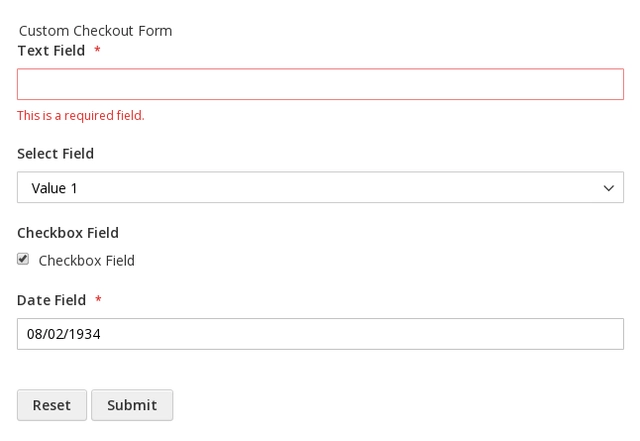 Custom Checkout Form
Text Field *
This is a required field.
Select Field
Value 1
Checkbox Field
Checkbox Field
Date Field *
08/02/1934
Reset Submit